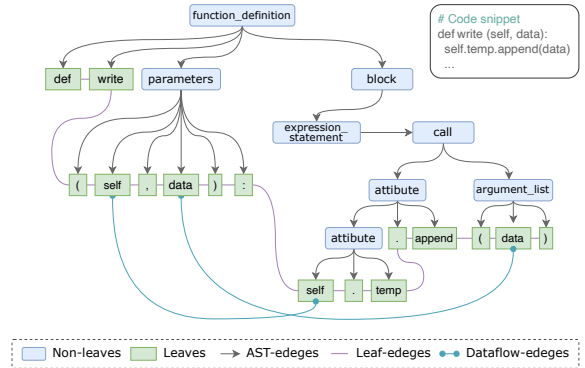 function_definition
# Code snippet
def write (self, data):
self.temp.append(data)
...
def write parameters block
expression_
statement call
( self , data ) : attibute argument_list
attibute . append ( data )
self . temp
Non-leaves Leaves AST-edeges Leaf-edeges Dataflow-edeges